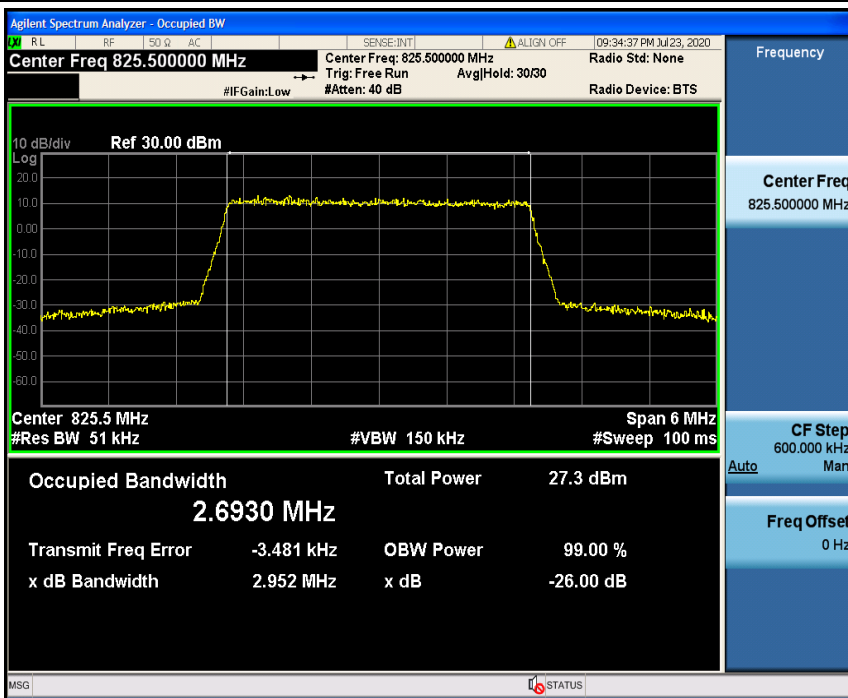 Agilent Spectrum Analyzer - Occupied BW
LXI RL RF 50 Ω AC SENSE:INT ALIGN OFF 09:34:37 PM Jul 23, 2020
Center Freq 825.500000 MHz
Center Freq: 825.500000 MHz
Radio Std: None
Trig: Free Run Avg|Hold: 30/30
#IFGain:Low #Atten: 40 dB
Radio Device: BTS
Frequency
10 dB/div Ref 30.00 dBm
Log
20.0
10.0
0.00
-10.0
-20.0
-30.0
-40.0
-50.0
-60.0
Center 825.5 MHz Span 6 MHz
#Res BW 51 kHz #VBW 150 kHz #Sweep 100 ms
Center Freq
825.500000 MHz
CF Step
600.000 kHz
Auto Man
Freq Offset
0 Hz
Occupied Bandwidth Total Power 27.3 dBm
2.6930 MHz
Transmit Freq Error -3.481 kHz OBW Power 99.00 %
x dB Bandwidth 2.952 MHz x dB -26.00 dB
MSG STATUS